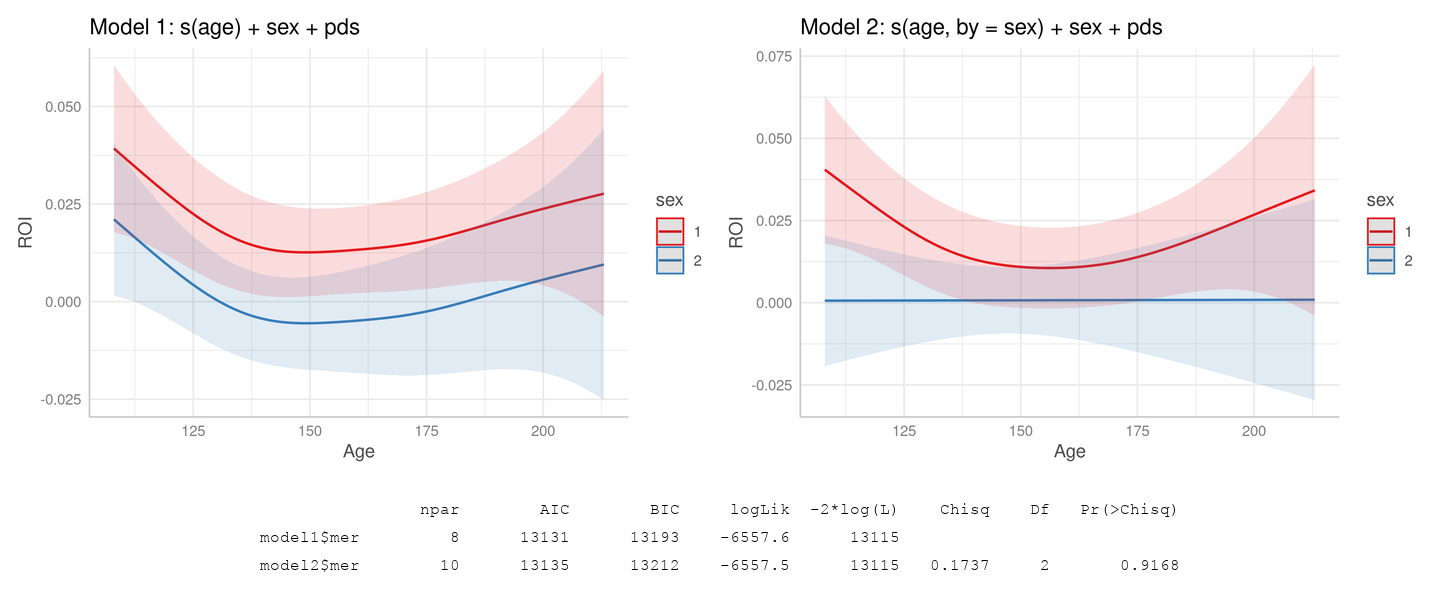 Model 1: s(age) + sex + pds
0.050
0.025
0.000
-0.025
ROI
125 150 175 200
Age
sex
1
2
Model 2: s(age, by = sex) + sex + pds
0.075
0.050
0.025
0.000
-0.025
ROI
125 150 175 200
Age
sex
1
2
npar AIC BIC logLik -2*log(L) Chisq Df Pr(>Chisq)
model1$mer 8 13131 13193 -6557.6 13115
model2$mer 10 13135 13212 -6557.5 13115 0.1737 2 0.9168